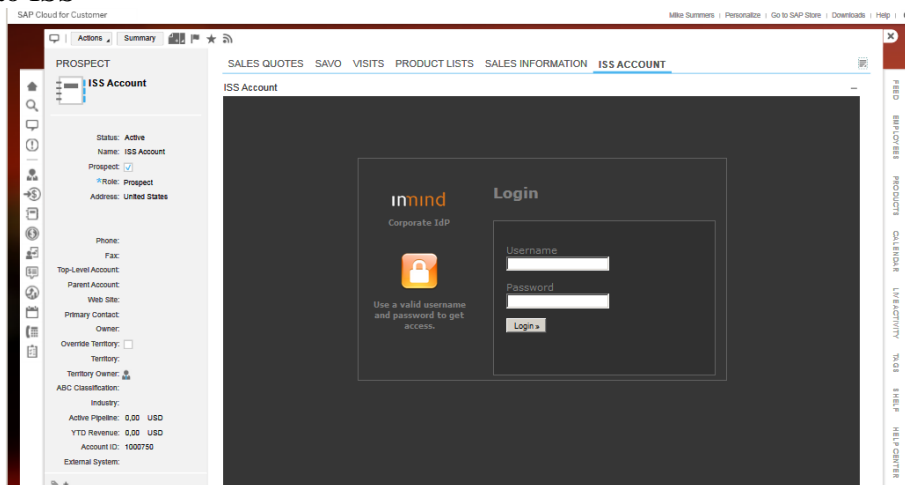 to ISS
SAP Cloud for Customer
Mike Summers | Personalize | Go to SAP Store | Downloads | Help |
Actions Summary
PROSPECT
ISS Account
Status: Active
Name: ISS Account
Prospect:
*Role: Prospect
Address: United States
Phone:
Fax:
Top-Level Account:
Parent Account:
Web Site:
Primary Contact:
Owner:
Override Territory:
Territory:
Territory Owner:
ABC Classification:
Industry:
Active Pipeline: 0,00 USD
YTD Revenue: 0,00 USD
Account ID: 1000750
External System:
SALES QUOTES SAVO VISITS PRODUCT LISTS SALES INFORMATION ISS ACCOUNT
ISS Account
inmind
Corporate IdP
Use a valid username
and password to get
access.
Login
Username
Password
Login »
FEED
EMPLOYEES
PRODUCTS
CALENDAR
LIVE ACTIVITY
TAGS
SHELF
HELP CENTER